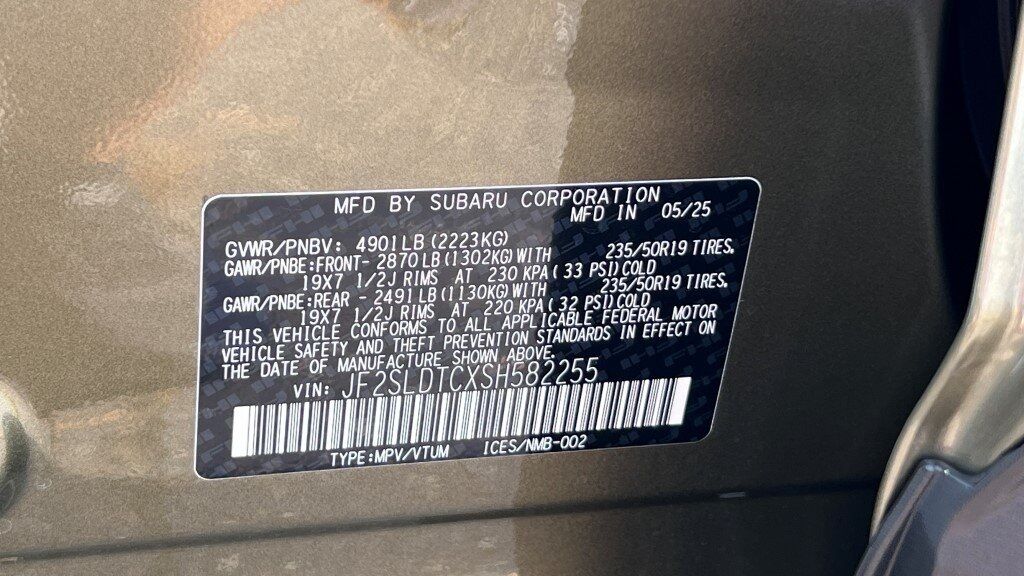 MFD BY SUBARU CORPORATION
MFD IN 05/25
GVWR/PNBV: 4901LB (2223KG)
GAWR/PNBE:FRONT- 2870LB (1302KG) WITH 235/50R19 TIRES.
19X7 1/2J RIMS AT 230 KPA (33 PSI) COLD
GAWR/PNBE:REAR - 2491LB (1130KG) WITH 235/50R19 TIRES.
19X7 1/2J RIMS AT 220 KPA (32 PSI) COLD
THIS VEHICLE CONFORMS TO ALL APPLICABLE FEDERAL MOTOR
VEHICLE SAFETY AND THEFT PREVENTION STANDARDS IN EFFECT ON
THE DATE OF MANUFACTURE SHOWN ABOVE.
VIN: JF2SLDTCXSH582255
TYPE:MPV/VTUM ICES/NMB-002